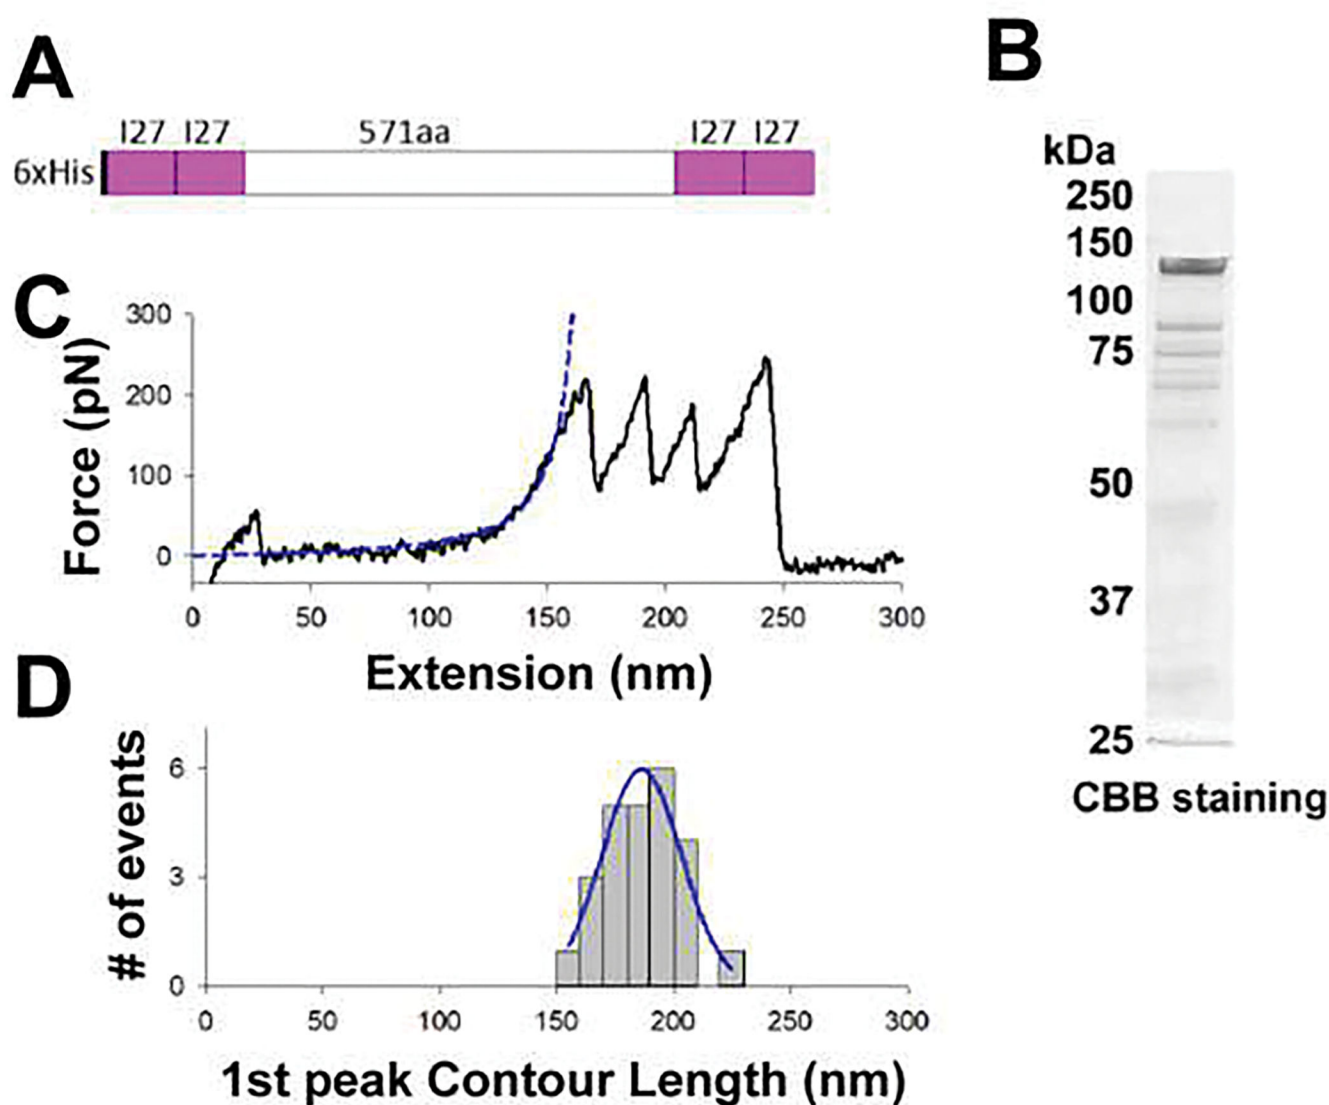 A
I27 I27 571aa I27 I27
6xHis
B
kDa
250
150
100
75
50
37
25
CBB staining
C
Force (pN)
300
200
100
0
0 50 100 150 200 250 300
Extension (nm)
D
# of events
6
3
0
0 50 100 150 200 250 300
1st peak Contour Length (nm)